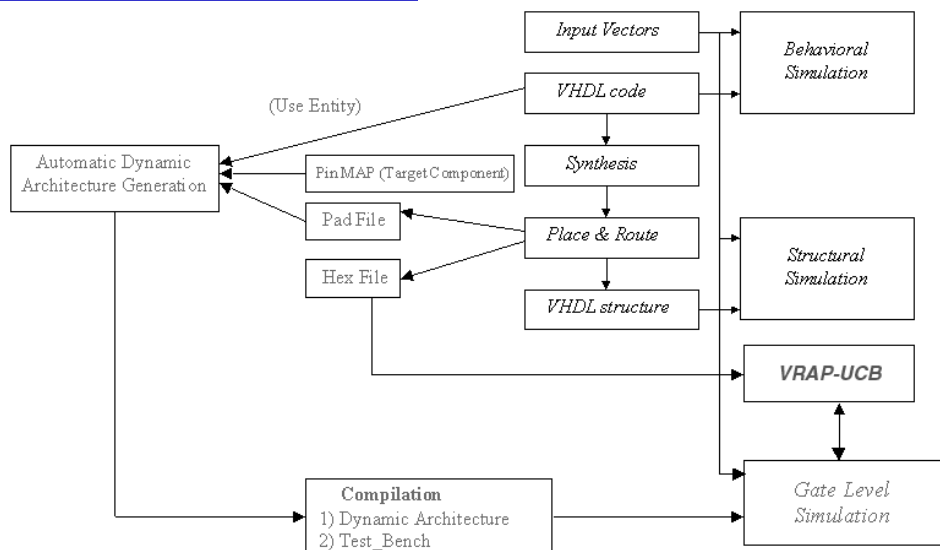 Input Vectors
Behavioral
Simulation
VHDL code
(Use Entity)
Automatic Dynamic
Architecture Generation
Synthesis
PinMAP (Target Component)
Pad File
Place & Route
Structural
Simulation
Hex File
VHDL structure
VRAP-UCB
Compilation
1) Dynamic Architecture
2) Test_Bench
Gate Level
Simulation